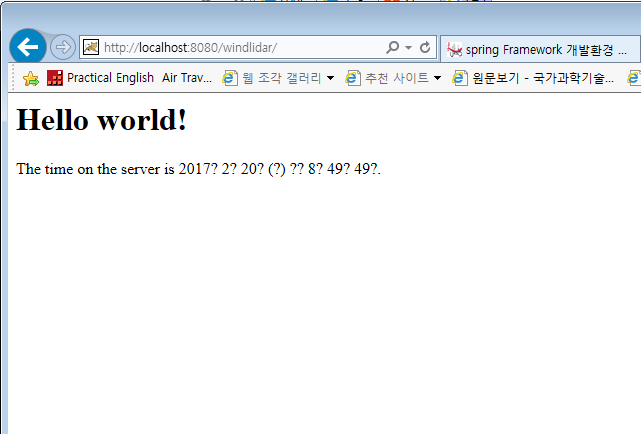 http://localhost:8080/windlidar/
spring Framework 개발환경 ...
Practical English Air Trav... 웹 조각 갤러리 추천 사이트 원문보기 - 국가과학기술...
Hello world!
The time on the server is 2017? 2? 20? (?) ?? 8? 49? 49?.